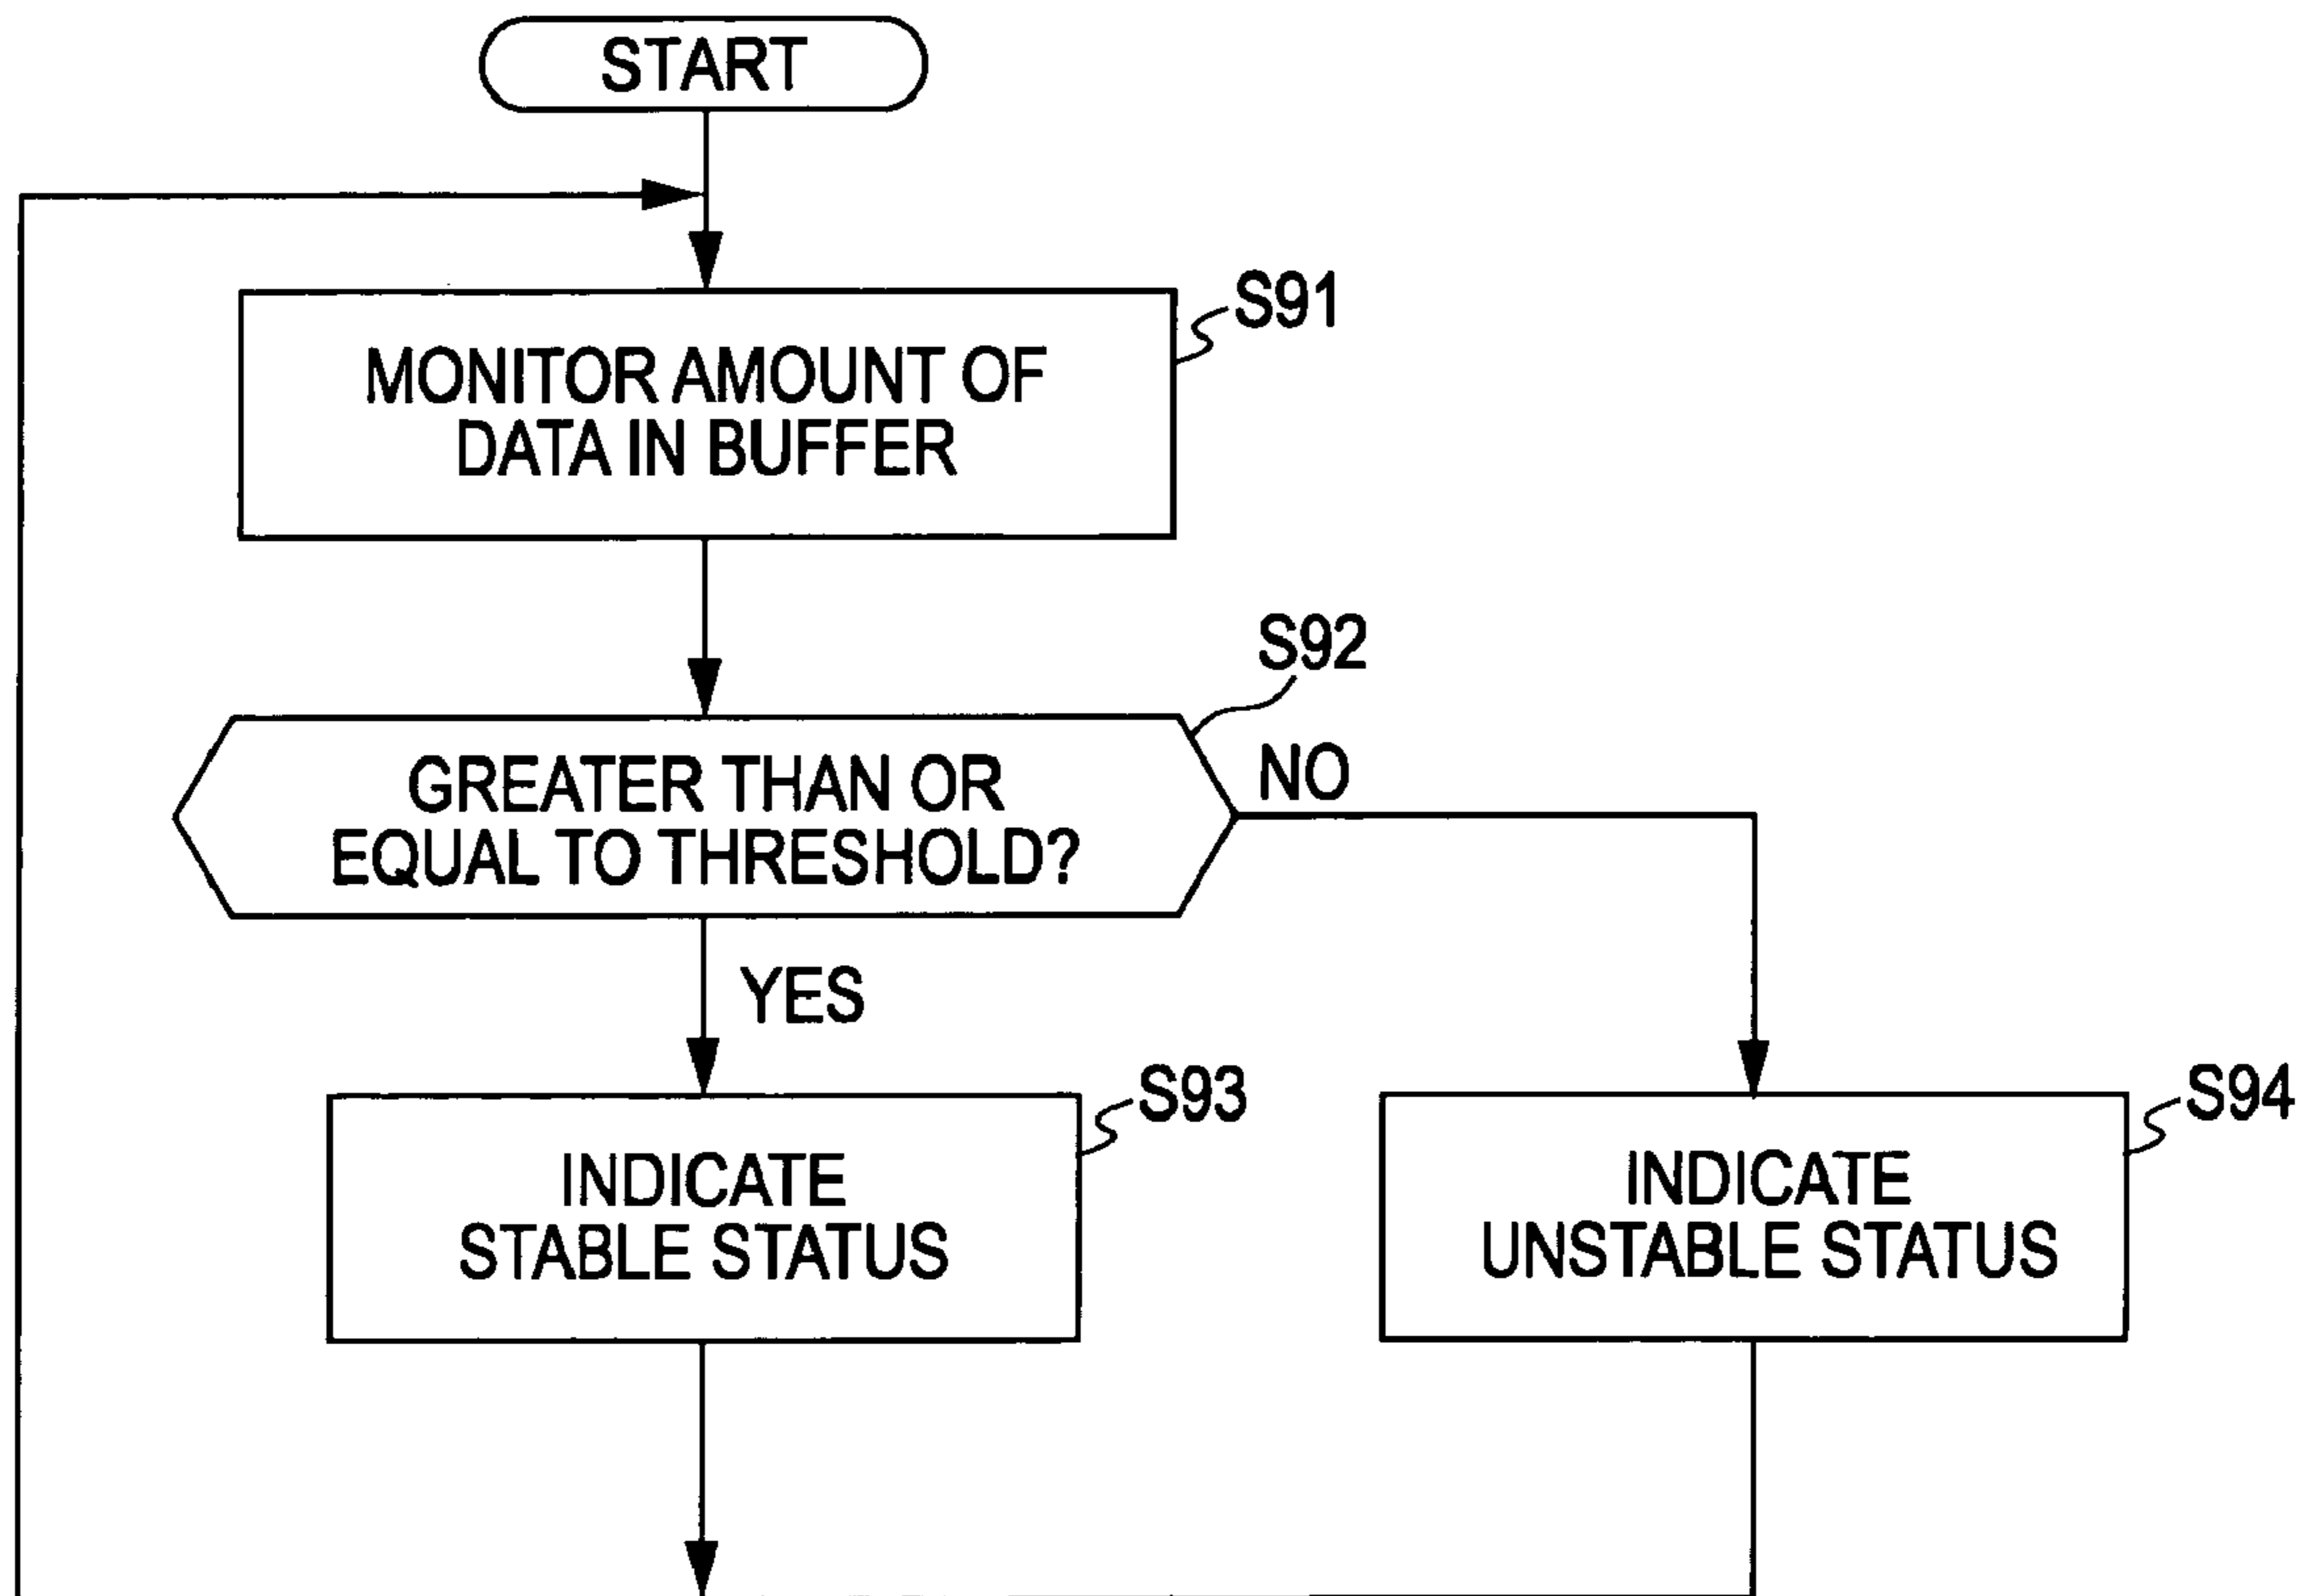 START
S91
MONITOR AMOUNT OF
DATA IN BUFFER
S92
GREATER THAN OR
EQUAL TO THRESHOLD?
NO
YES
S93
INDICATE
STABLE STATUS
S94
INDICATE
UNSTABLE STATUS